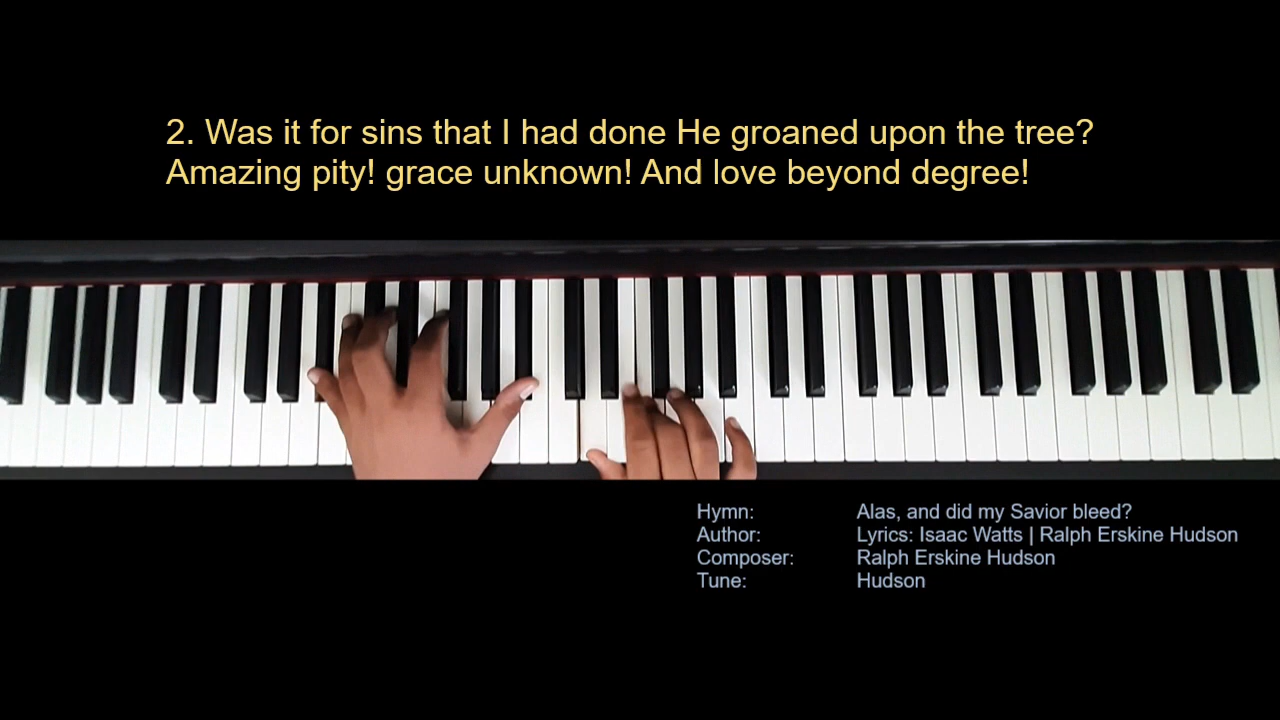 2. Was it for sins that I had done He groaned upon the tree?
Amazing pity! grace unknown! And love beyond degree!
Hymn: Alas, and did my Savior bleed?
Author: Lyrics: Isaac Watts | Ralph Erskine Hudson
Composer: Ralph Erskine Hudson
Tune: Hudson